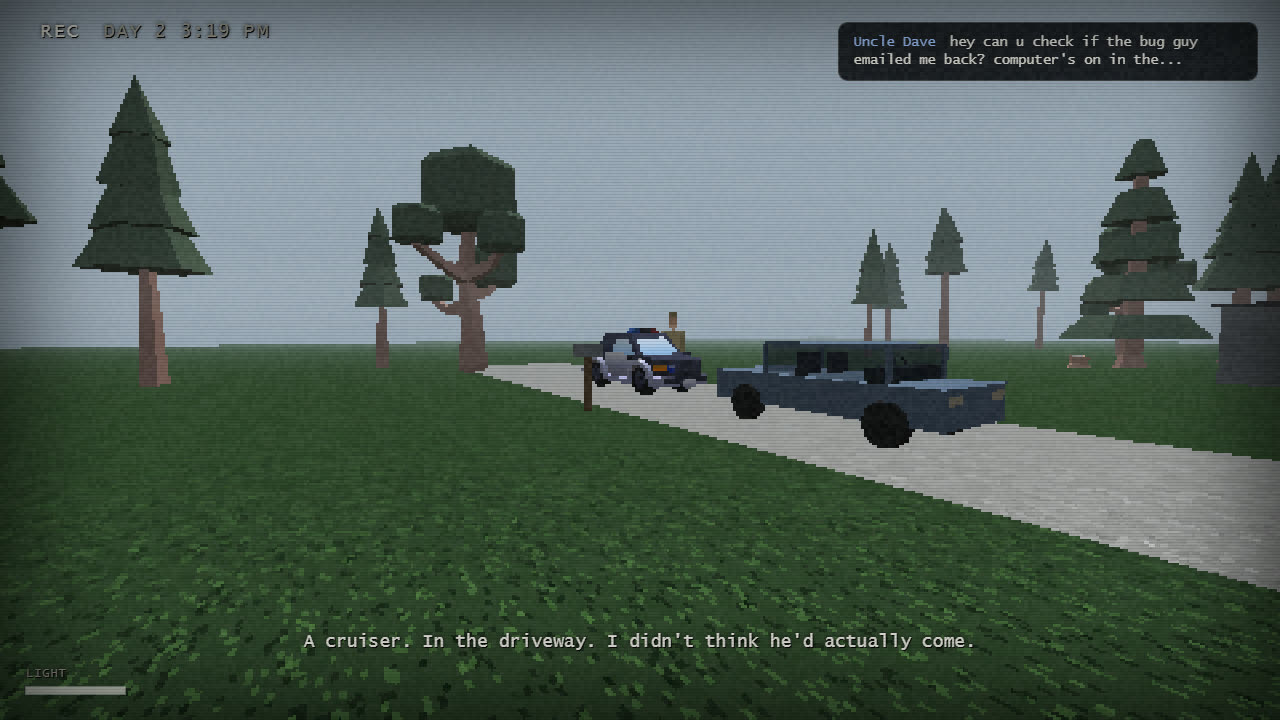 REC DAY 2 3:19 PM
Uncle Dave hey can u check if the bug guy
emailed me back? computer's on in the...
A cruiser. In the driveway. I didn't think he'd actually come.
LIGHT